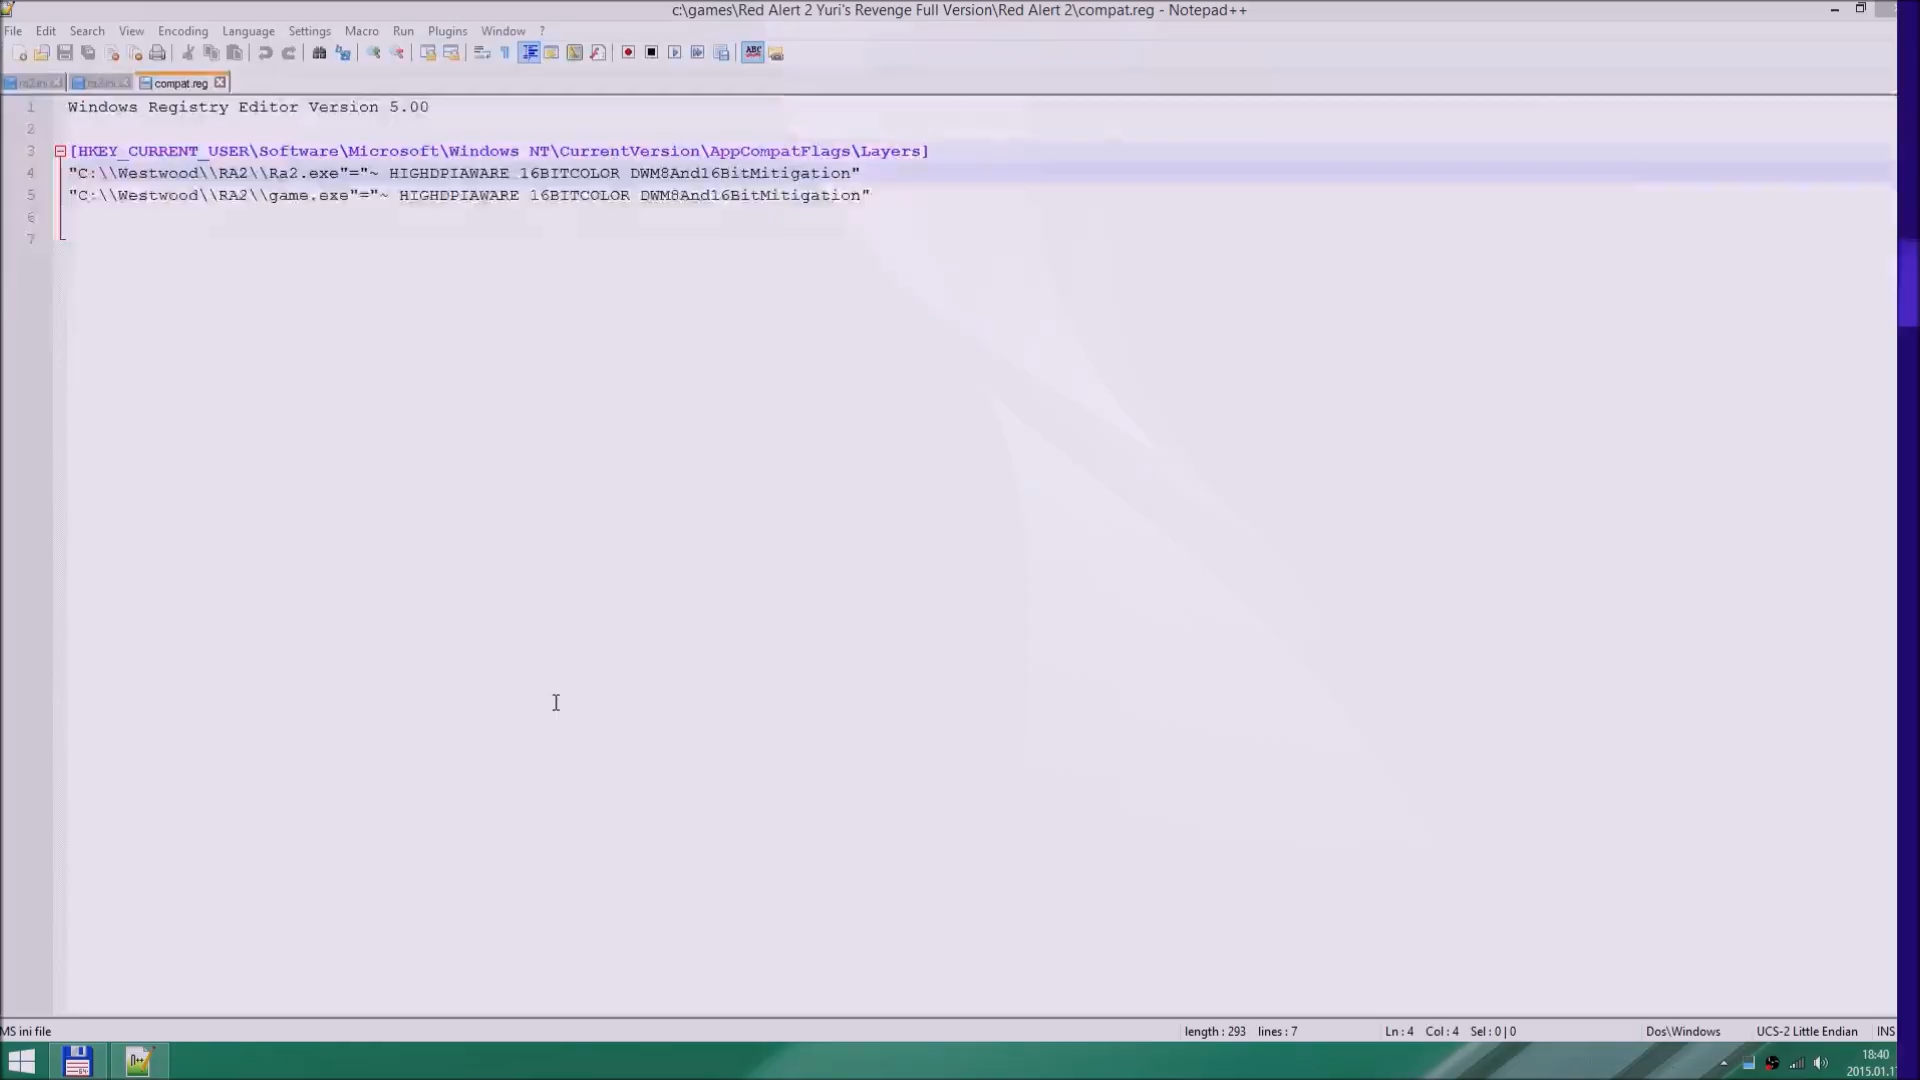 c:\games\Red Alert 2 Yuri's Revenge Full Version\Red Alert 2\compat.reg - Notepad++
File Edit Search View Encoding Language Settings Macro Run Plugins Window ?
ABC
compat.reg
1 Windows Registry Editor Version 5.00
2
3 [HKEY_CURRENT_USER\Software\Microsoft\Windows NT\CurrentVersion\AppCompatFlags\Layers]
4 "C:\\Westwood\\RA2\\Ra2.exe"="~ HIGHDPIAWARE 16BITCOLOR DWM8And16BitMitigation"
5 "C:\\Westwood\\RA2\\game.exe"="~ HIGHDPIAWARE 16BITCOLOR DWM8And16BitMitigation"
6
7
MS ini file length : 293 lines : 7 Ln : 4 Col : 4 Sel : 0 | 0 Dos\Windows UCS-2 Little Endian INS
64
n++
18:40